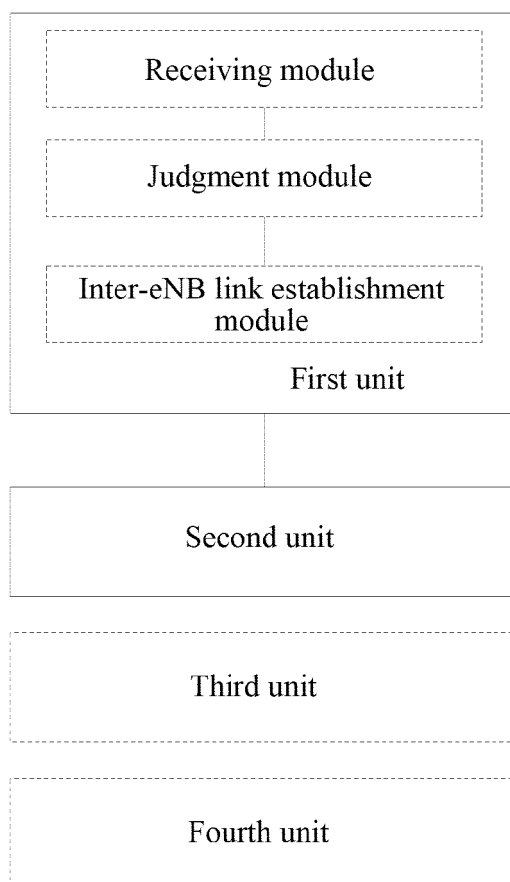 Receiving module
Judgment module
Inter-eNB link establishment
module
First unit
Second unit
Third unit
Fourth unit